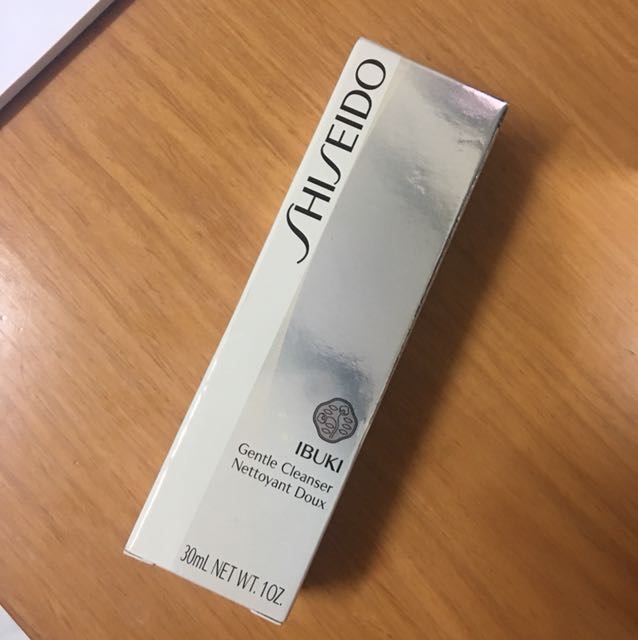 SHISEIDO
IBUKI
Gentle Cleanser
Nettoyant Doux
30mL NET WT. 1OZ.